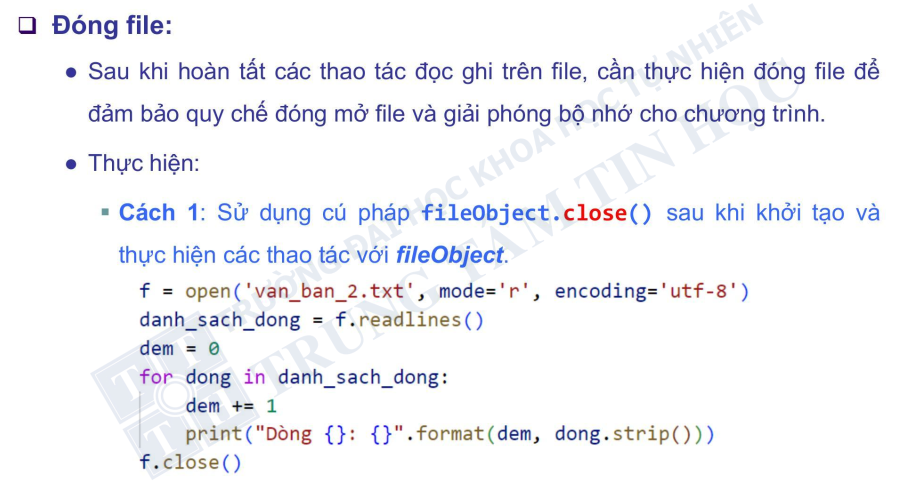 ❑ Đóng file:
● Sau khi hoàn tất các thao tác đọc ghi trên file, cần thực hiện đóng file để
đảm bảo quy chế đóng mở file và giải phóng bộ nhớ cho chương trình.
● Thực hiện:
▪ Cách 1: Sử dụng cú pháp fileObject.close() sau khi khởi tạo và
thực hiện các thao tác với fileObject.
f = open('van_ban_2.txt', mode='r', encoding='utf-8')
danh_sach_dong = f.readlines()
dem = 0
for dong in danh_sach_dong:
    dem += 1
    print("Dòng {}: {}".format(dem, dong.strip()))
f.close()
TRƯỜNG ĐẠI HỌC KHOA HỌC TỰ NHIÊN
TRUNG TÂM TIN HỌC